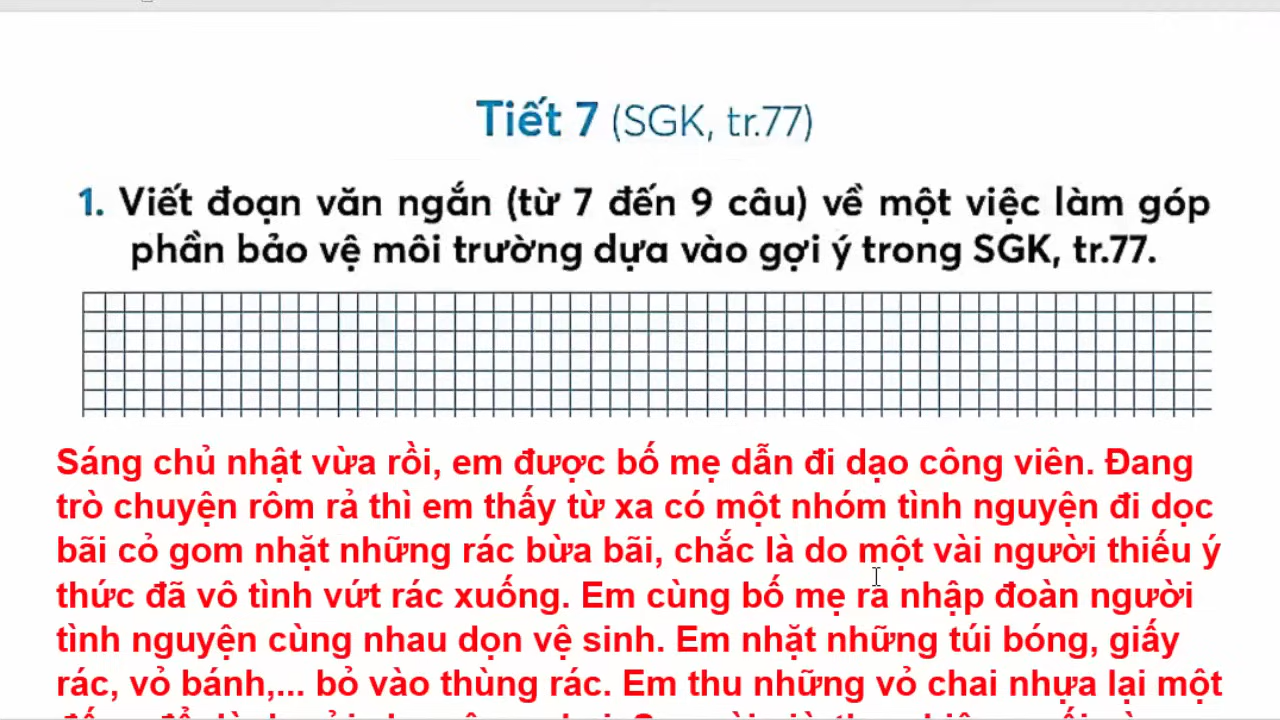 Tiết 7 (SGK, tr.77)
1. Viết đoạn văn ngắn (từ 7 đến 9 câu) về một việc làm góp
phần bảo vệ môi trường dựa vào gợi ý trong SGK, tr.77.
Sáng chủ nhật vừa rồi, em được bố mẹ dẫn đi dạo công viên. Đang
trò chuyện rôm rả thì em thấy từ xa có một nhóm tình nguyện đi dọc
bãi cỏ gom nhặt những rác bừa bãi, chắc là do một vài người thiếu ý
thức đã vô tình vứt rác xuống. Em cùng bố mẹ ra nhập đoàn người
tình nguyện cùng nhau dọn vệ sinh. Em nhặt những túi bóng, giấy
rác, vỏ bánh,... bỏ vào thùng rác. Em thu những vỏ chai nhựa lại một